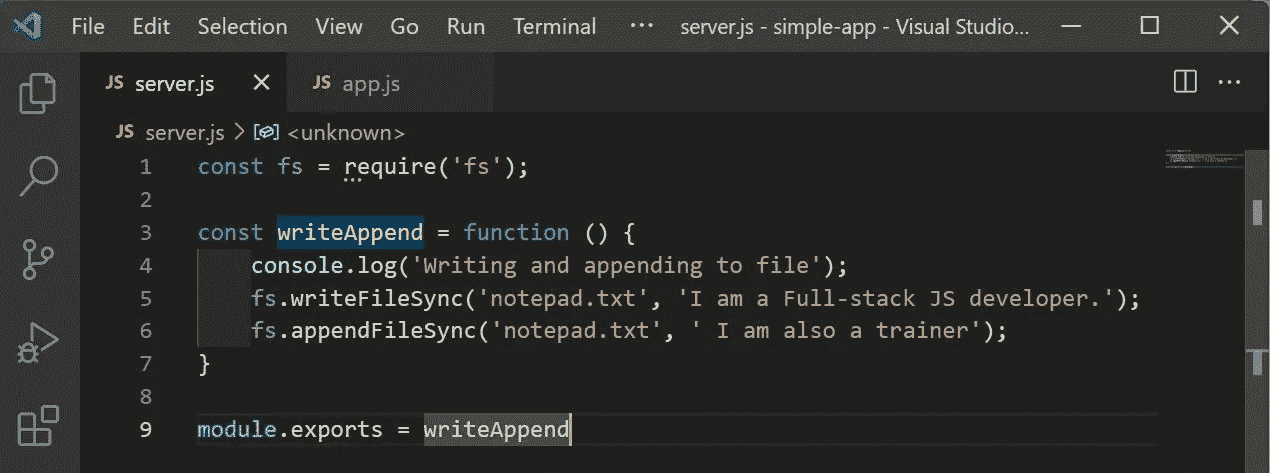 File Edit Selection View Go Run Terminal ··· server.js - simple-app - Visual Studio...
JS server.js JS app.js ···
JS server.js > <unknown>
1 const fs = require('fs');
2
3 const writeAppend = function () {
4 console.log('Writing and appending to file');
5 fs.writeFileSync('notepad.txt', 'I am a Full-stack JS developer.');
6 fs.appendFileSync('notepad.txt', ' I am also a trainer');
7 }
8
9 module.exports = writeAppend